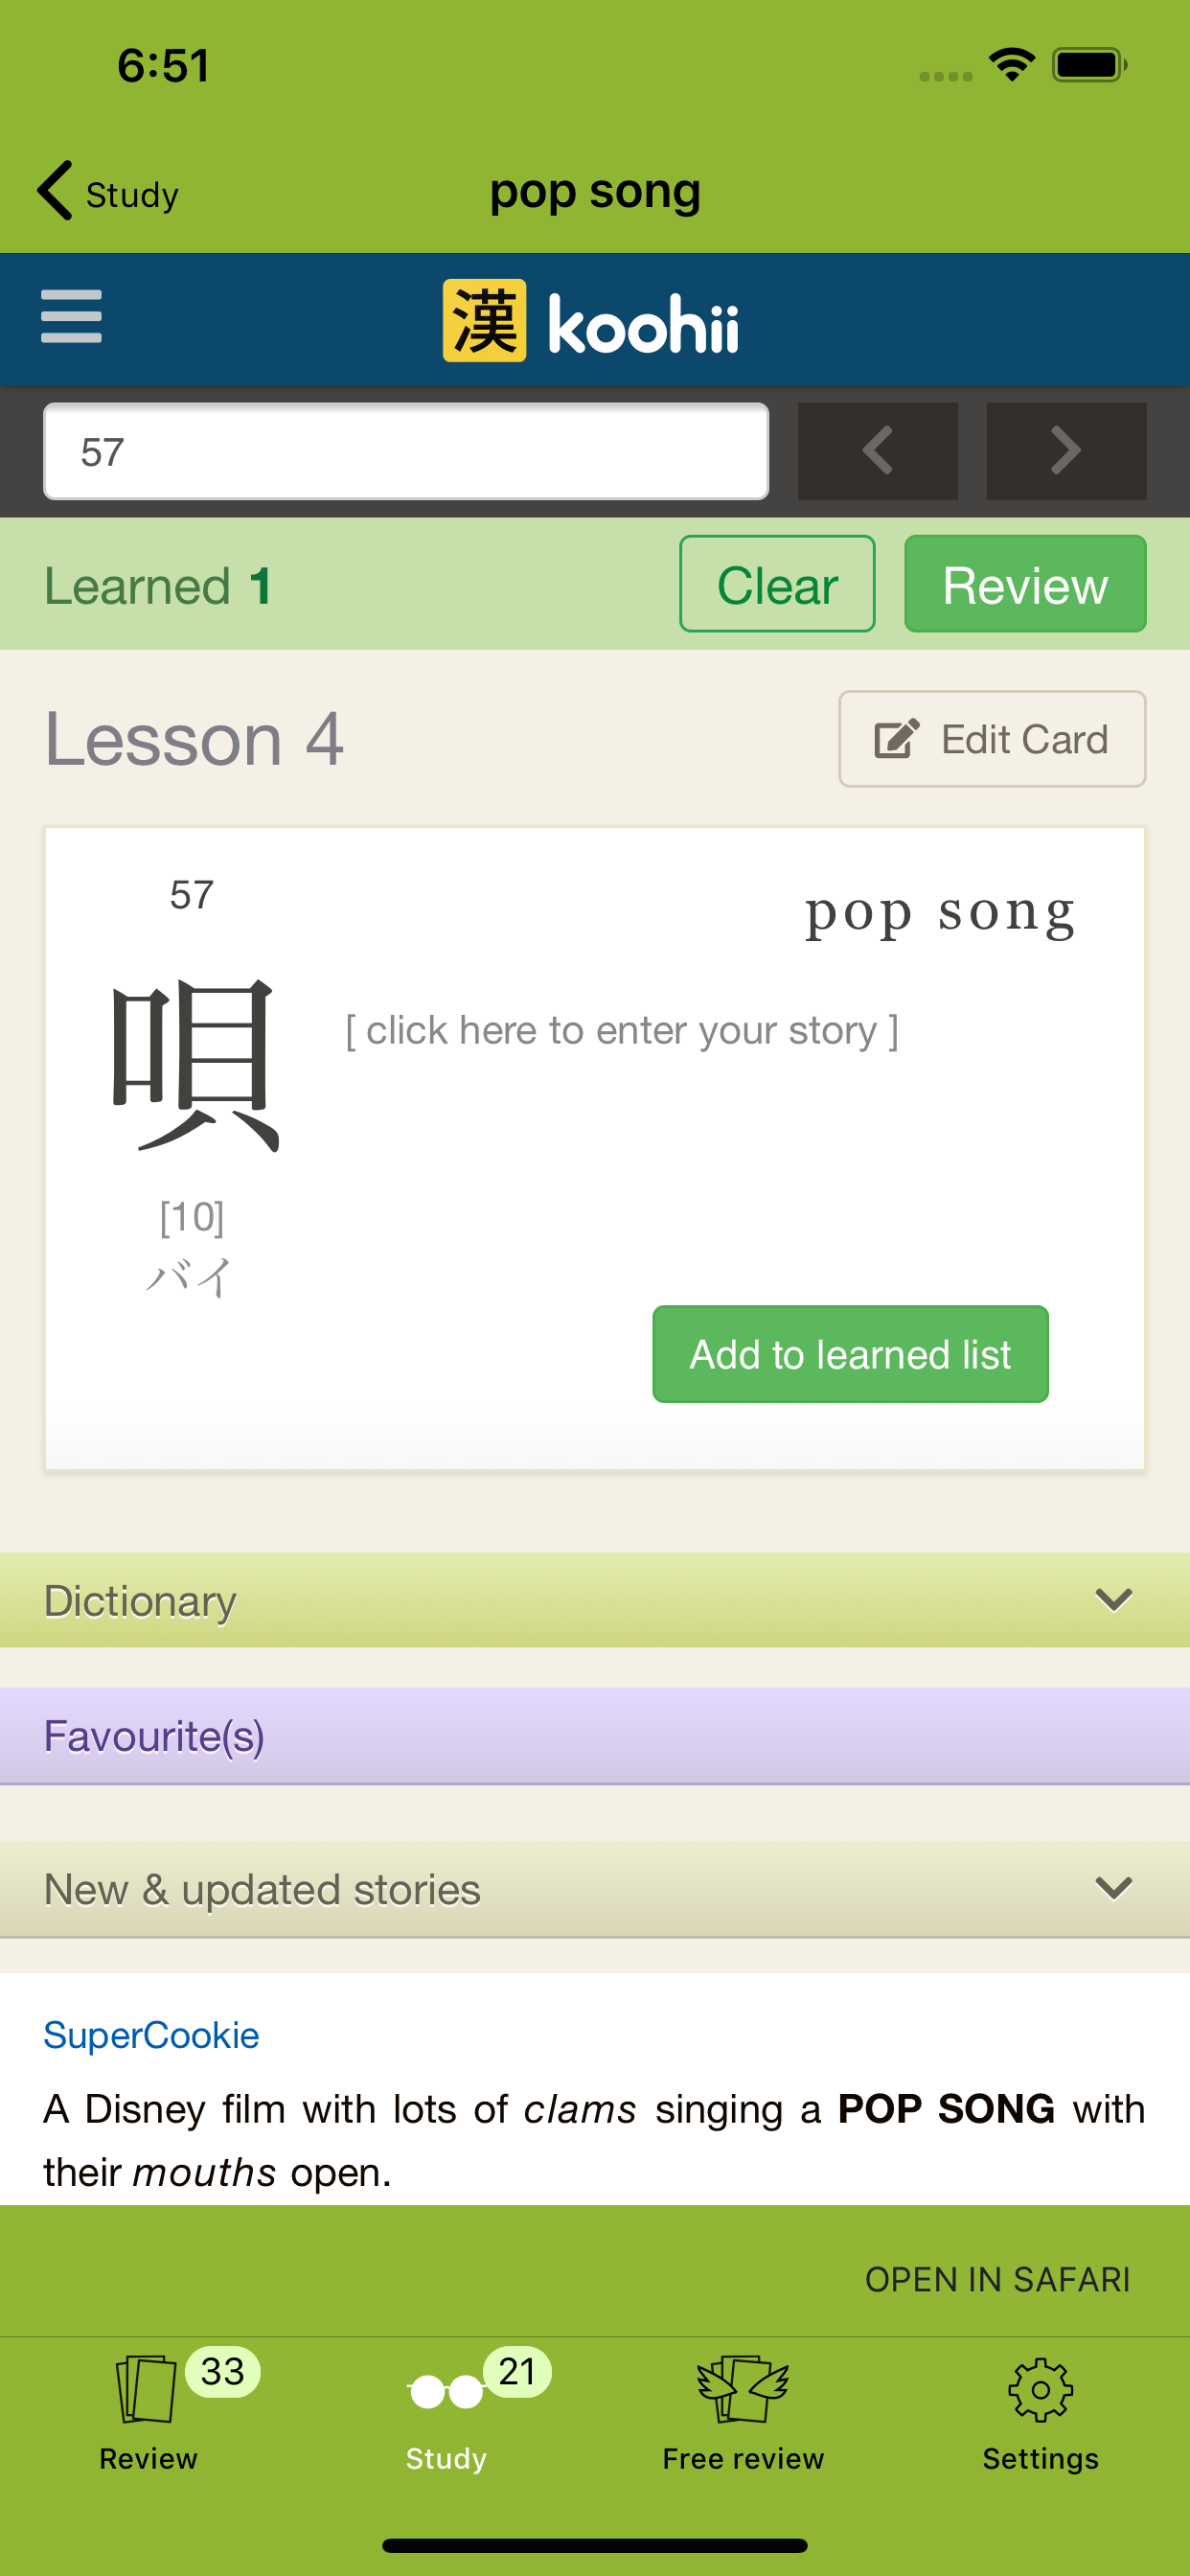 6:51
Study
pop song
漢 koohii
57
Learned 1
Clear
Review
Lesson 4
Edit Card
57
pop song
唄
[ click here to enter your story ]
[10]
バイ
Add to learned list
Dictionary
Favourite(s)
New & updated stories
SuperCookie
A Disney film with lots of clams singing a POP SONG with
their mouths open.
OPEN IN SAFARI
33
21
Review
Study
Free review
Settings